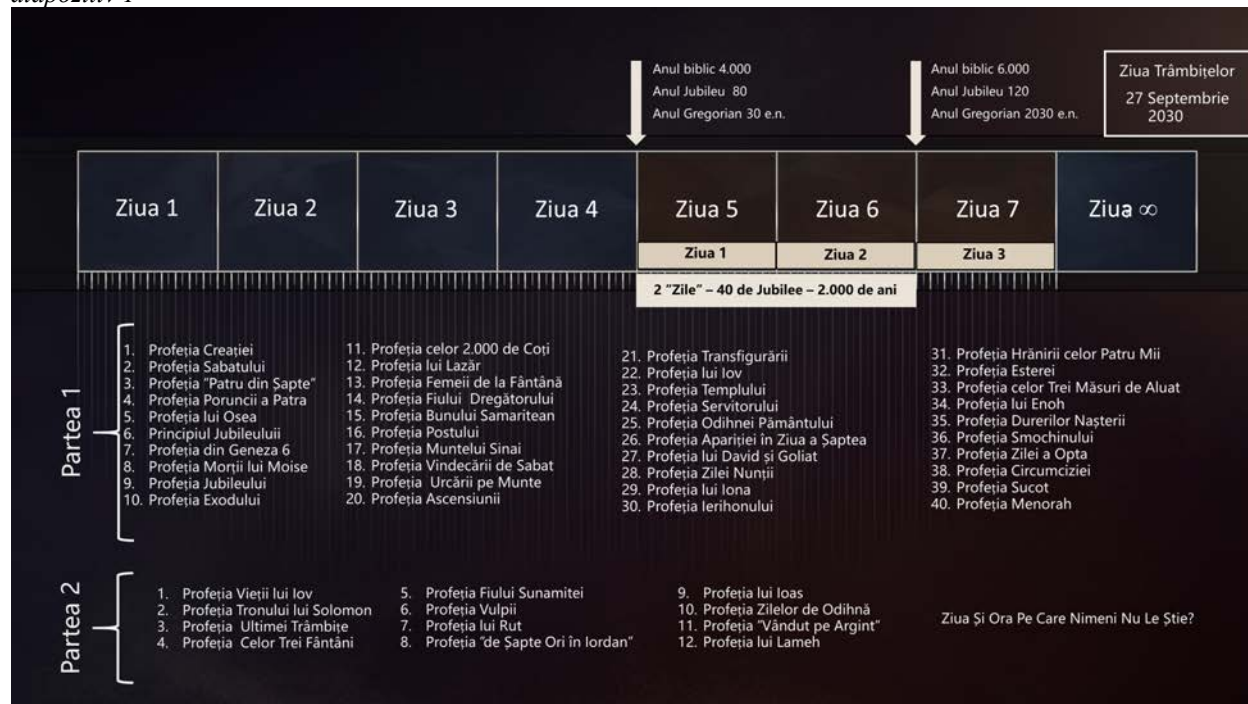 diapozitiv 1
Anul biblic 4.000
Anul Jubileu 80
Anul Gregorian 30 e.n.
Anul biblic 6.000
Anul Jubileu 120
Anul Gregorian 2030 e.n.
Ziua Trâmbițelor
27 Septembrie
2030
Ziua 1
Ziua 2
Ziua 3
Ziua 4
Ziua 5
Ziua 6
Ziua 7
Ziua ∞
Ziua 1
Ziua 2
Ziua 3
2 "Zile" – 40 de Jubilee – 2.000 de ani
Partea 1
1. Profeția Creației
2. Profeția Sabatului
3. Profeția "Patru din Șapte"
4. Profeția Poruncii a Patra
5. Profeția lui Osea
6. Principiul Jubileuluii
7. Profeția din Geneza 6
8. Profeția Morții lui Moise
9. Profeția Jubileului
10. Profeția Exodului
11. Profeția celor 2.000 de Coți
12. Profeția lui Lazăr
13. Profeția Femeii de la Fântână
14. Profeția Fiului Dregătorului
15. Profeția Bunului Samaritean
16. Profeția Postului
17. Profeția Muntelui Sinai
18. Profeția Vindecării de Sabat
19. Profeția Urcării pe Munte
20. Profeția Ascensiunii
21. Profeția Transfigurării
22. Profeția lui Iov
23. Profeția Templului
24. Profeția Servitorului
25. Profeția Odihnei Pământului
26. Profeția Apariției în Ziua a Șaptea
27. Profeția lui David și Goliat
28. Profeția Zilei Nunții
29. Profeția lui Iona
30. Profeția Ierihonului
31. Profeția Hrănirii celor Patru Mii
32. Profeția Esterei
33. Profeția celor Trei Măsuri de Aluat
34. Profeția lui Enoh
35. Profeția Durerilor Nașterii
36. Profeția Smochinului
37. Profeția Zilei a Opta
38. Profeția Circumciziei
39. Profeția Sucot
40. Profeția Menorah
Partea 2
1. Profeția Vieții lui Iov
2. Profeția Tronului lui Solomon
3. Profeția Ultimei Trâmbițe
4. Profeția Celor Trei Fântâni
5. Profeția Fiului Sunamitei
6. Profeția Vulpii
7. Profeția lui Rut
8. Profeția "de Șapte Ori în Iordan"
9. Profeția lui Ioas
10. Profeția Zilelor de Odihnă
11. Profeția "Vândut pe Argint"
12. Profeția lui Lameh
Ziua Și Ora Pe Care Nimeni Nu Le Știe?